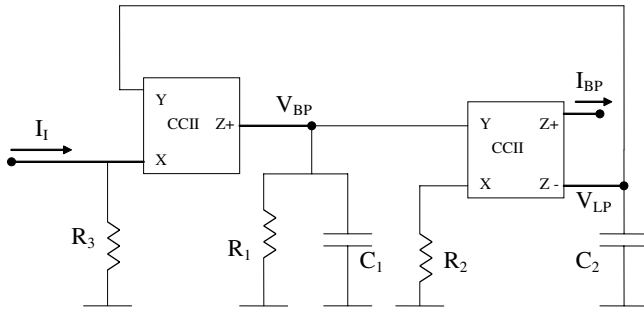 I_I
Y
CCII
Z+
X
V_BP
R_3
R_1
C_1
Y
Z+
CCII
X
Z -
I_BP
V_LP
R_2
C_2